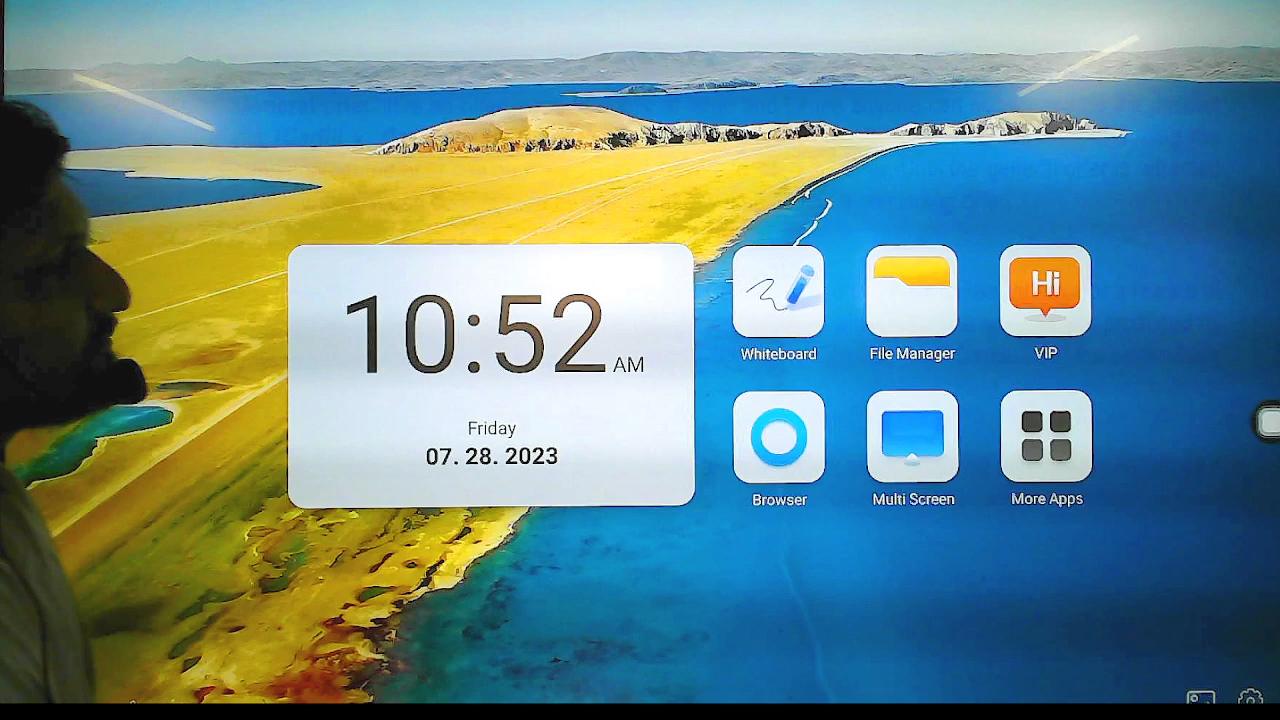 10:52 AM
Friday
07. 28. 2023
Whiteboard
File Manager
Hi
VIP
Browser
Multi Screen
More Apps